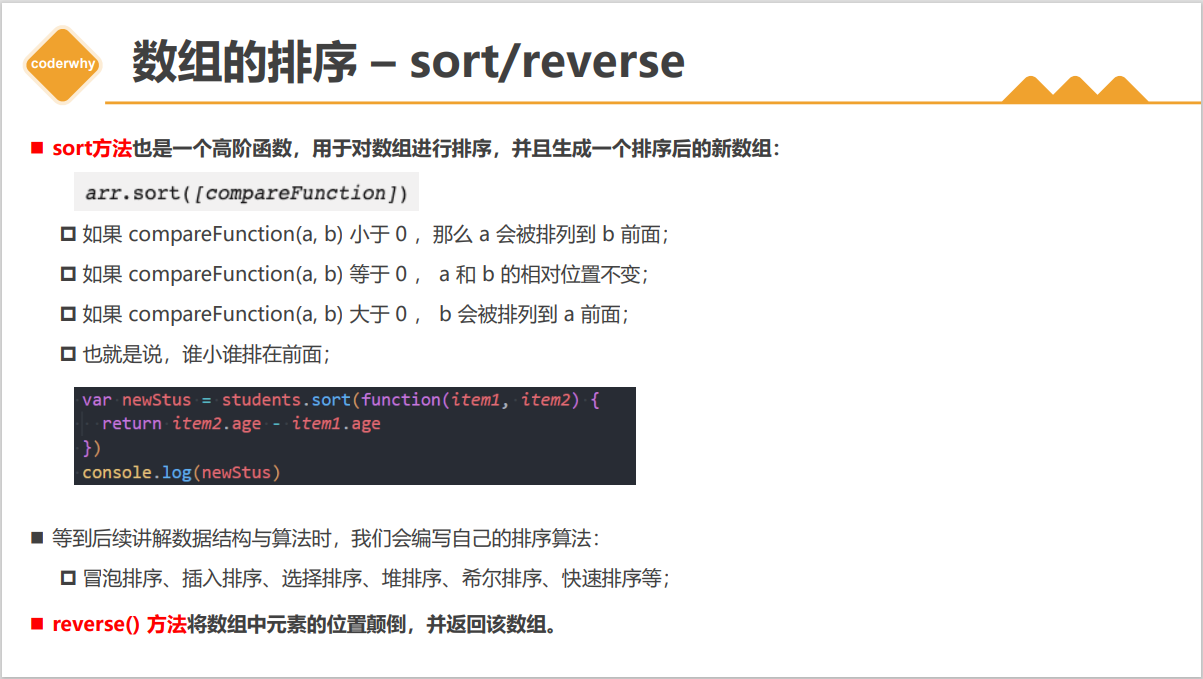 coderwhy
数组的排序 – sort/reverse
sort方法也是一个高阶函数，用于对数组进行排序，并且生成一个排序后的新数组：
arr.sort([compareFunction])
如果 compareFunction(a, b) 小于 0 ，那么 a 会被排列到 b 前面；
如果 compareFunction(a, b) 等于 0 ， a 和 b 的相对位置不变；
如果 compareFunction(a, b) 大于 0 ， b 会被排列到 a 前面；
也就是说，谁小谁排在前面；
var newStus = students.sort(function(item1, item2) {
return item2.age - item1.age
})
console.log(newStus)
等到后续讲解数据结构与算法时，我们会编写自己的排序算法：
冒泡排序、插入排序、选择排序、堆排序、希尔排序、快速排序等；
reverse() 方法将数组中元素的位置颠倒，并返回该数组。